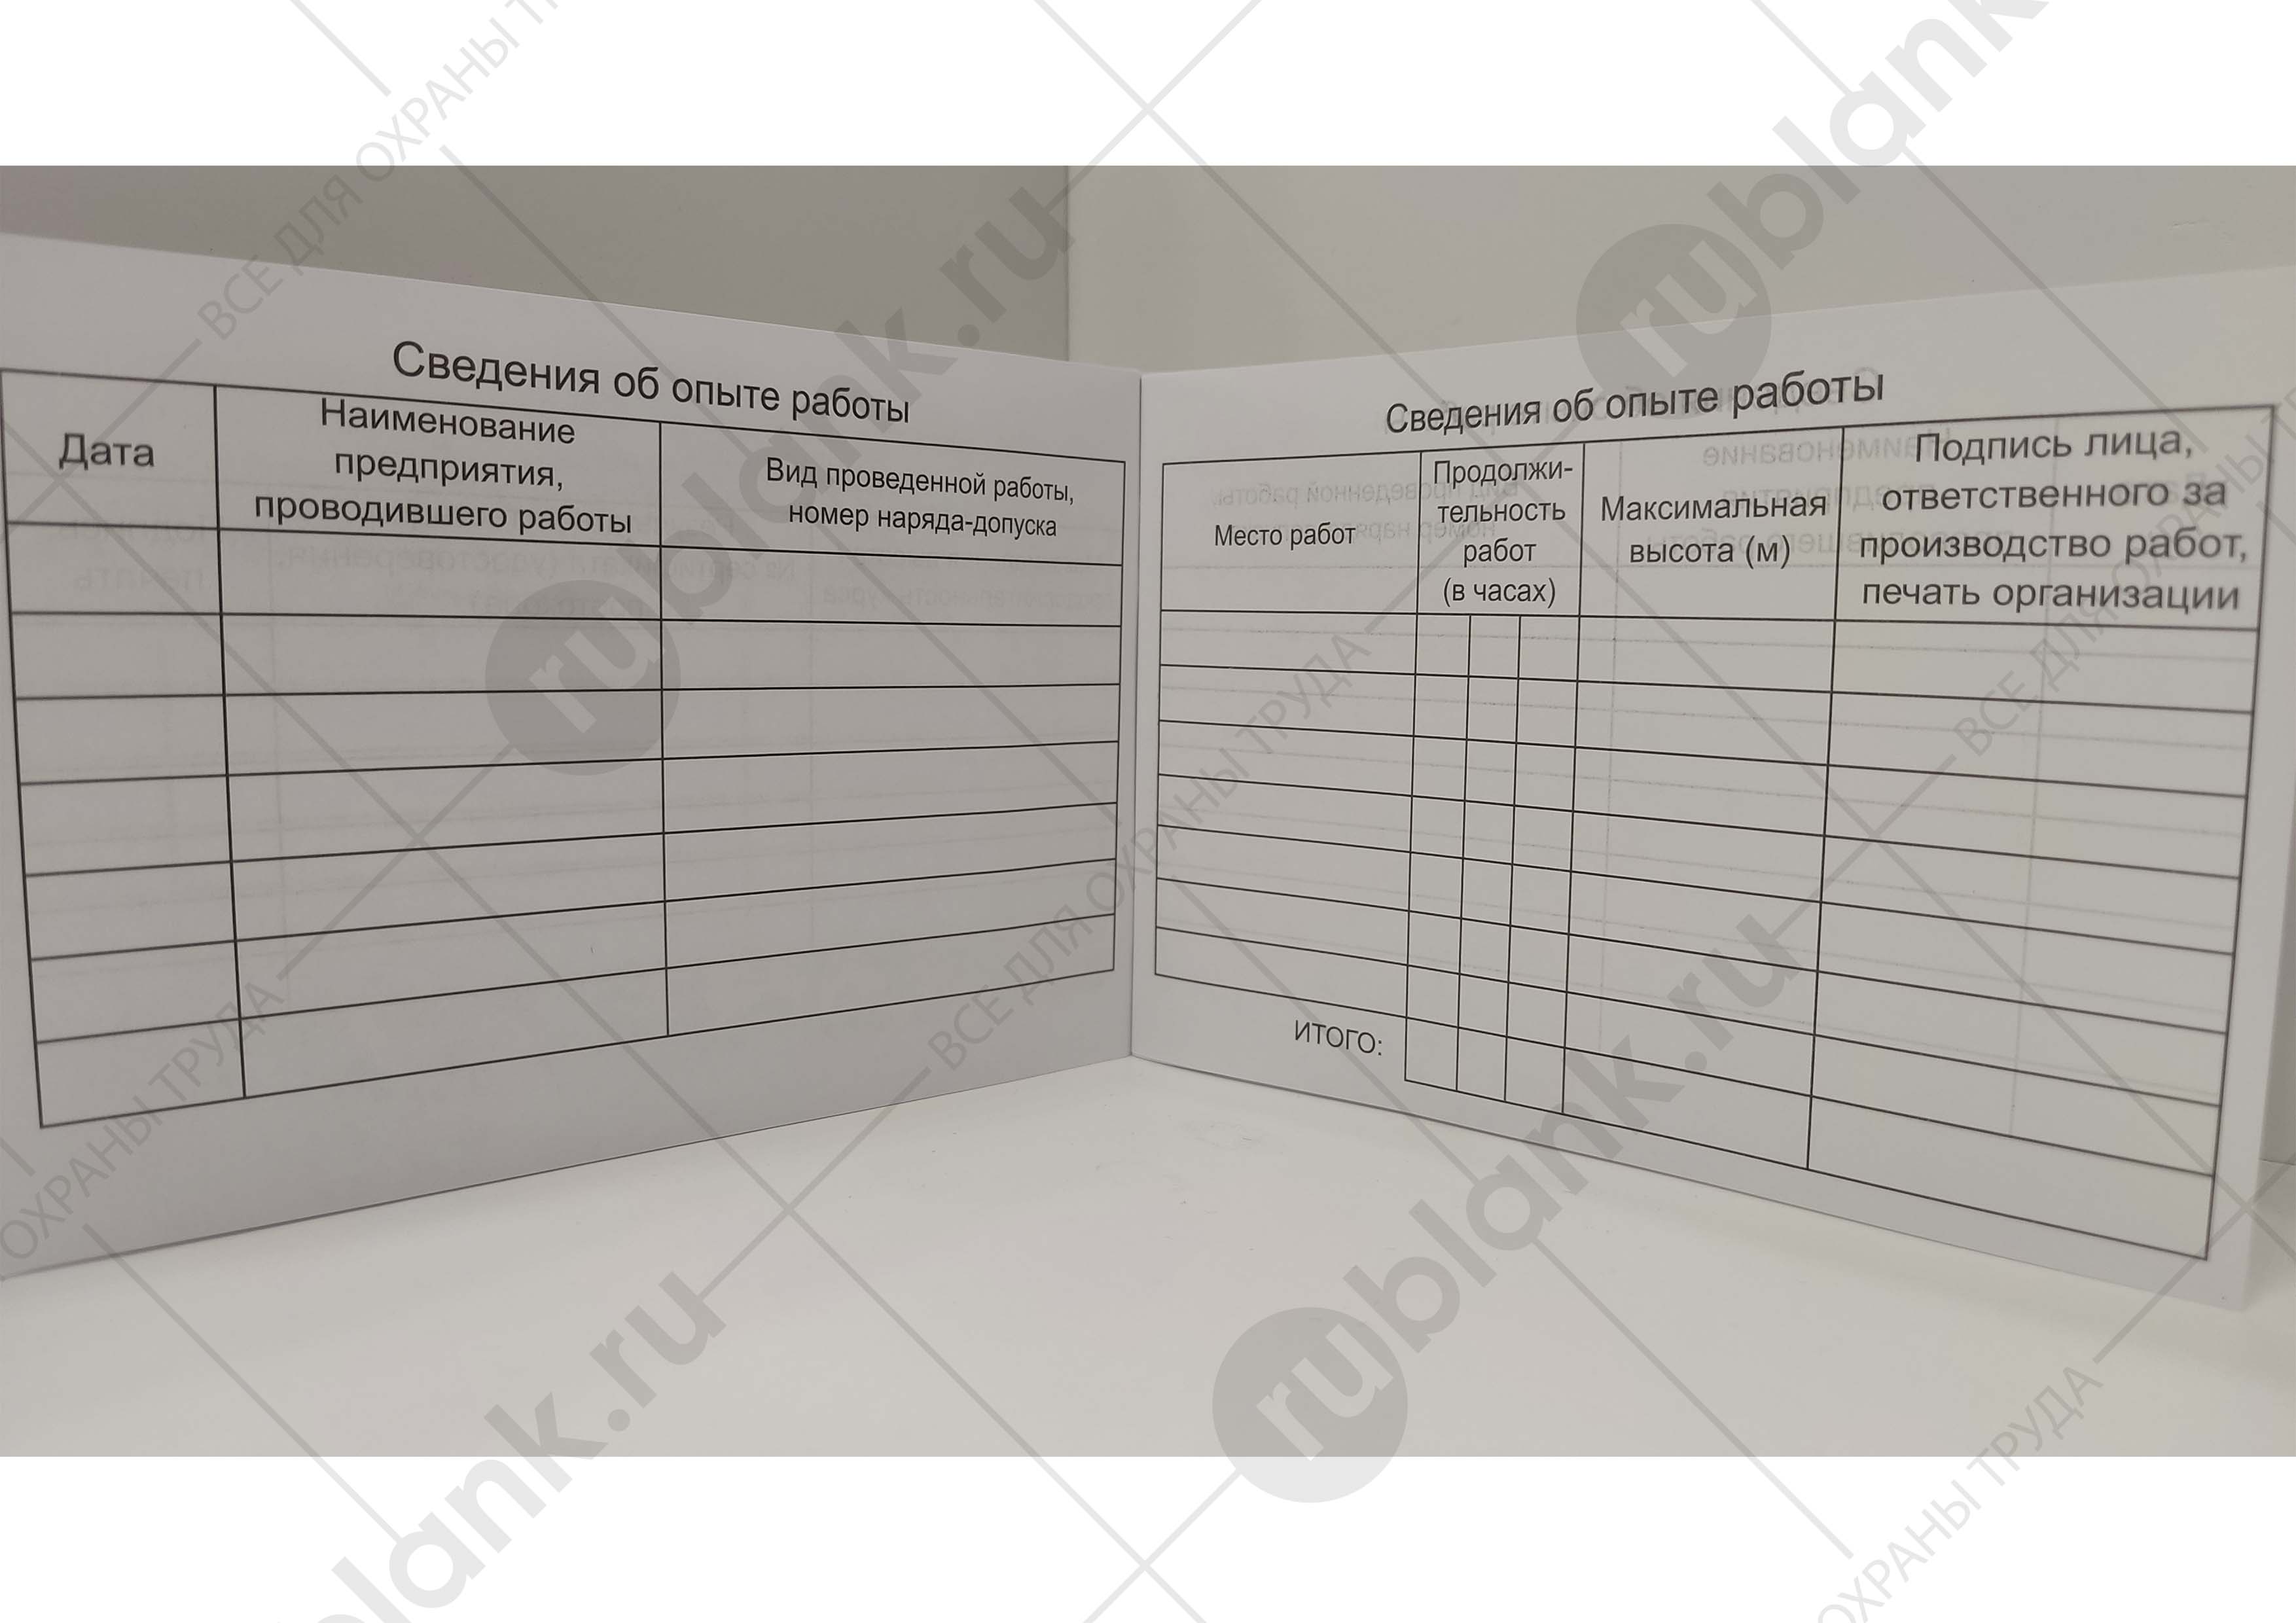 Сведения об опыте работы
Дата
Наименование
предприятия,
проводившего работы
Вид проведенной работы,
номер наряда-допуска
Сведения об опыте работы
Место работ
Продолжи-
тельность
работ
(в часах)
Максимальная
высота (м)
Подпись лица,
ответственного за
производство работ,
печать организации
ИТОГО:
rublank.ru
ВСЕ ДЛЯ ОХРАНЫ ТРУДА